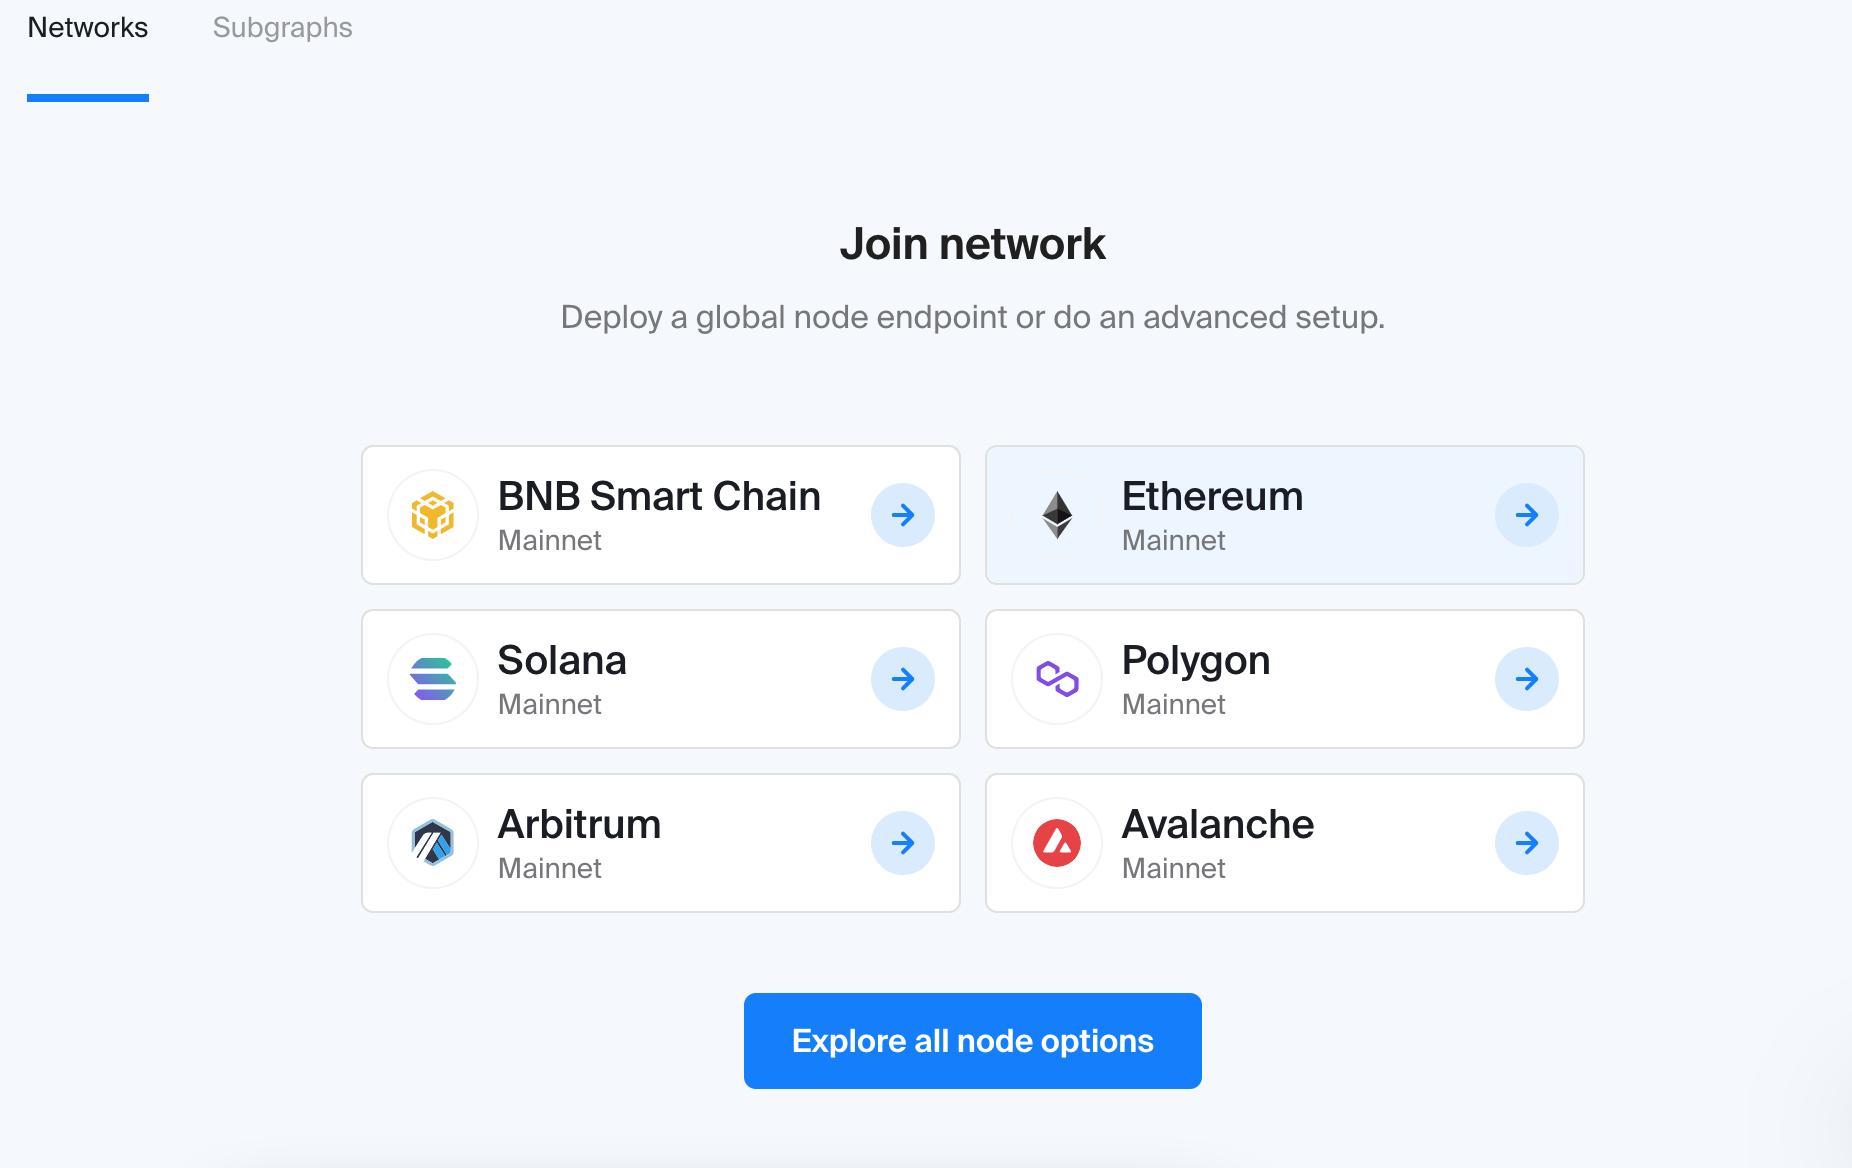 Networks
Subgraphs
Join network
Deploy a global node endpoint or do an advanced setup.
BNB Smart Chain
Mainnet
Ethereum
Mainnet
Solana
Mainnet
Polygon
Mainnet
Arbitrum
Mainnet
Avalanche
Mainnet
Explore all node options